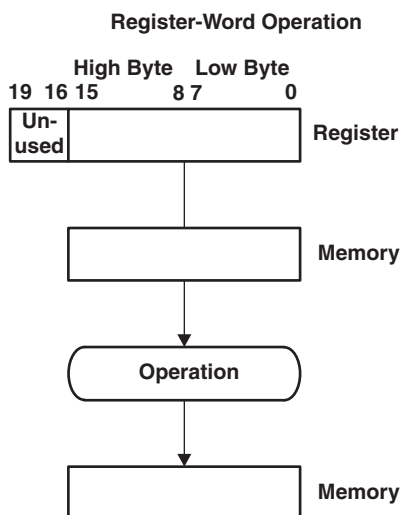 Register-Word Operation
High Byte Low Byte
19 16 15 8 7 0
Un-
used
Register
Memory
Operation
Memory